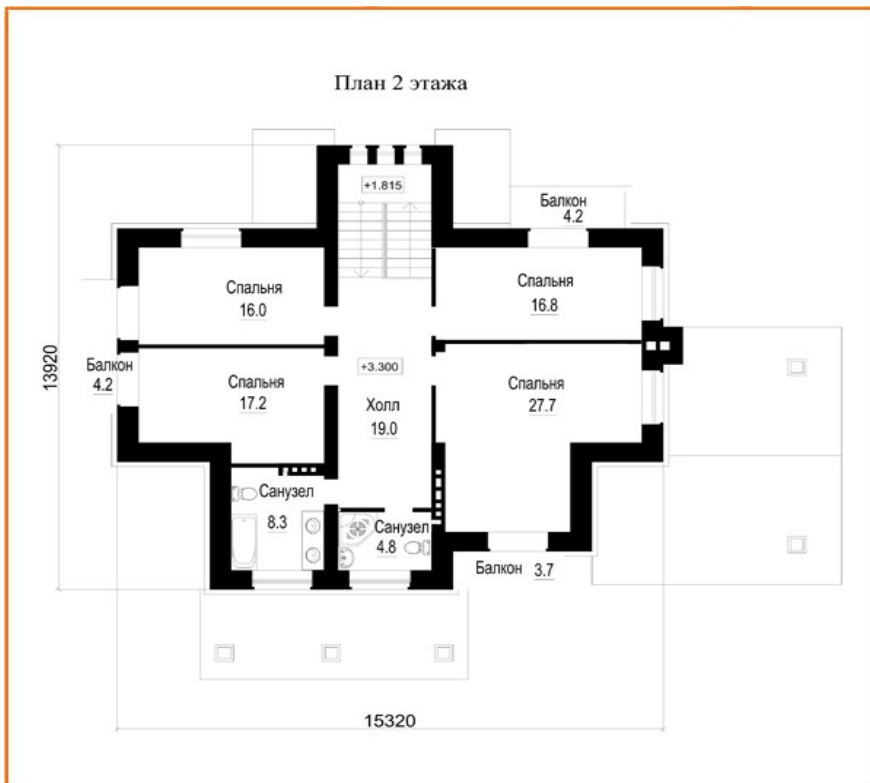 План 2 этажа
+1.815
Балкон
4.2
Спальня
16.0
Спальня
16.8
13920
Балкон
4.2
+3.300
Спальня
17.2
Спальня
27.7
Холл
19.0
Санузел
8.3
Санузел
4.8
Балкон 3.7
15320